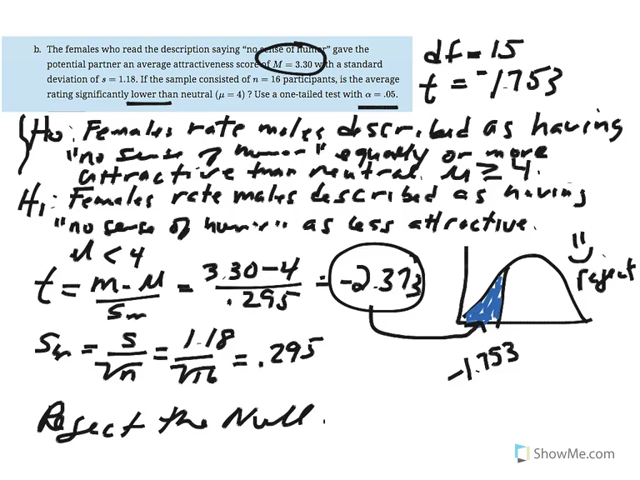 b. The females who read the description saying “no sense of humor” gave the
potential partner an average attractiveness score of M = 3.30 with a standard
deviation of s = 1.18. If the sample consisted of n = 16 participants, is the average
rating significantly lower than neutral (μ = 4) ? Use a one-tailed test with α = .05.
df = 15
t = -1.753
H₀: Females rate males described as having
"no sense of humor" equally or more
attractive than neutral. μ ≥ 4.
H₁: Females rate males described as having
"no sense of humor" as less attractive.
μ < 4
t = M - μ / sₘ = 3.30 - 4 / .295 = -2.373
reject
-1.753
sₘ = s / √n = 1.18 / √16 = .295
Reject the Null.
ShowMe.com